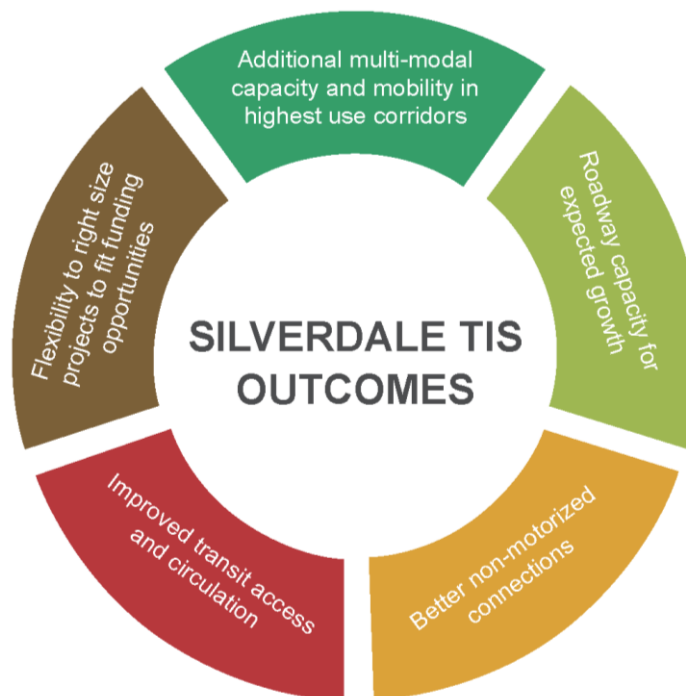 Additional multi-modal
capacity and mobility in
highest use corridors
Roadway capacity for
expected growth
Better non-motorized
connections
Improved transit access
and circulation
Flexibility to right size
projects to fit funding
opportunities
SILVERDALE TIS
OUTCOMES